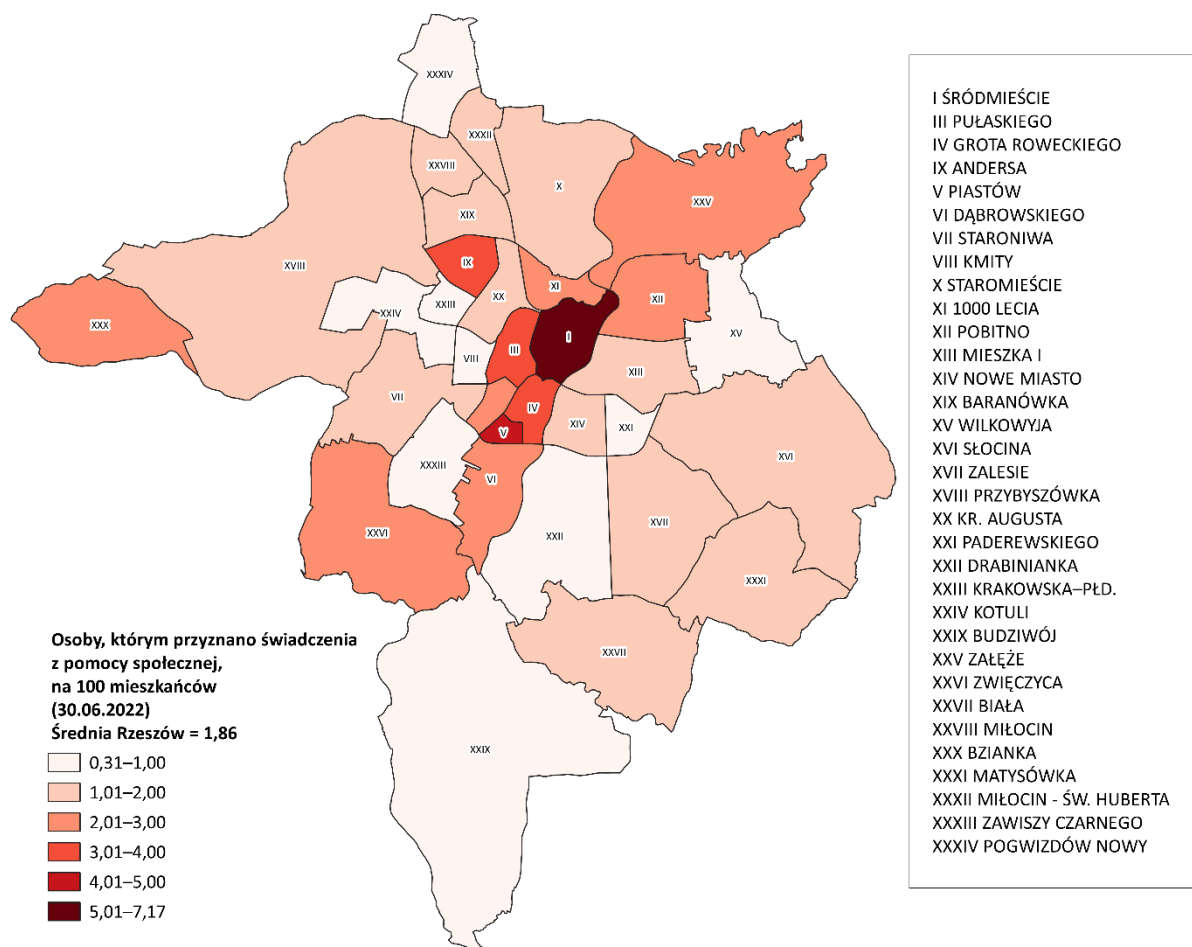 XXXIV
XXXII
XXVIII
X
XXV
XIX
XVIII
IX
XI
XX
XII
XXIII
XXIV
XXX
XV
I
III
VIII
XIII
VII
IV
XIV
XXI
V
XVI
XXXIII
VI
XVII
XXVI
XXII
XXXI
XXVII
XXIX
Osoby, którym przyznano świadczenia
z pomocy społecznej,
na 100 mieszkańców
(30.06.2022)
Średnia Rzeszów = 1,86
0,31–1,00
1,01–2,00
2,01–3,00
3,01–4,00
4,01–5,00
5,01–7,17
I ŚRÓDMIEŚCIE
III PUŁASKIEGO
IV GROTA ROWECKIEGO
IX ANDERSA
V PIASTÓW
VI DĄBROWSKIEGO
VII STARONIWA
VIII KMITY
X STAROMIEŚCIE
XI 1000 LECIA
XII POBITNO
XIII MIESZKA I
XIV NOWE MIASTO
XIX BARANÓWKA
XV WILKOWYJA
XVI SŁOCINA
XVII ZALESIE
XVIII PRZYBYSZÓWKA
XX KR. AUGUSTA
XXI PADEREWSKIEGO
XXII DRABINIANKA
XXIII KRAKOWSKA–PŁD.
XXIV KOTULI
XXIX BUDZIWÓJ
XXV ZAŁĘŻE
XXVI ZWIĘCZYCA
XXVII BIAŁA
XXVIII MIŁOCIN
XXX BZIANKA
XXXI MATYSÓWKA
XXXII MIŁOCIN - ŚW. HUBERTA
XXXIII ZAWISZY CZARNEGO
XXXIV POGWIZDÓW NOWY